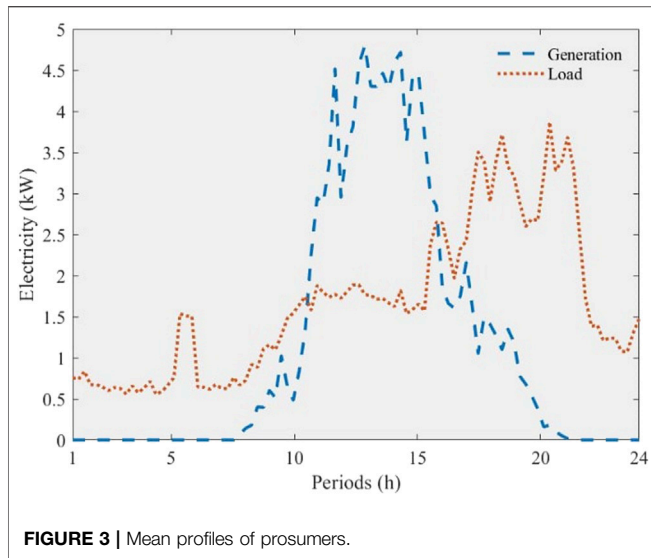 5
4.5
4
3.5
3
2.5
2
1.5
1
0.5
0
Electricity (kW)
Generation
Load
1 5 10 15 20 24
Periods (h)
FIGURE 3 | Mean profiles of prosumers.